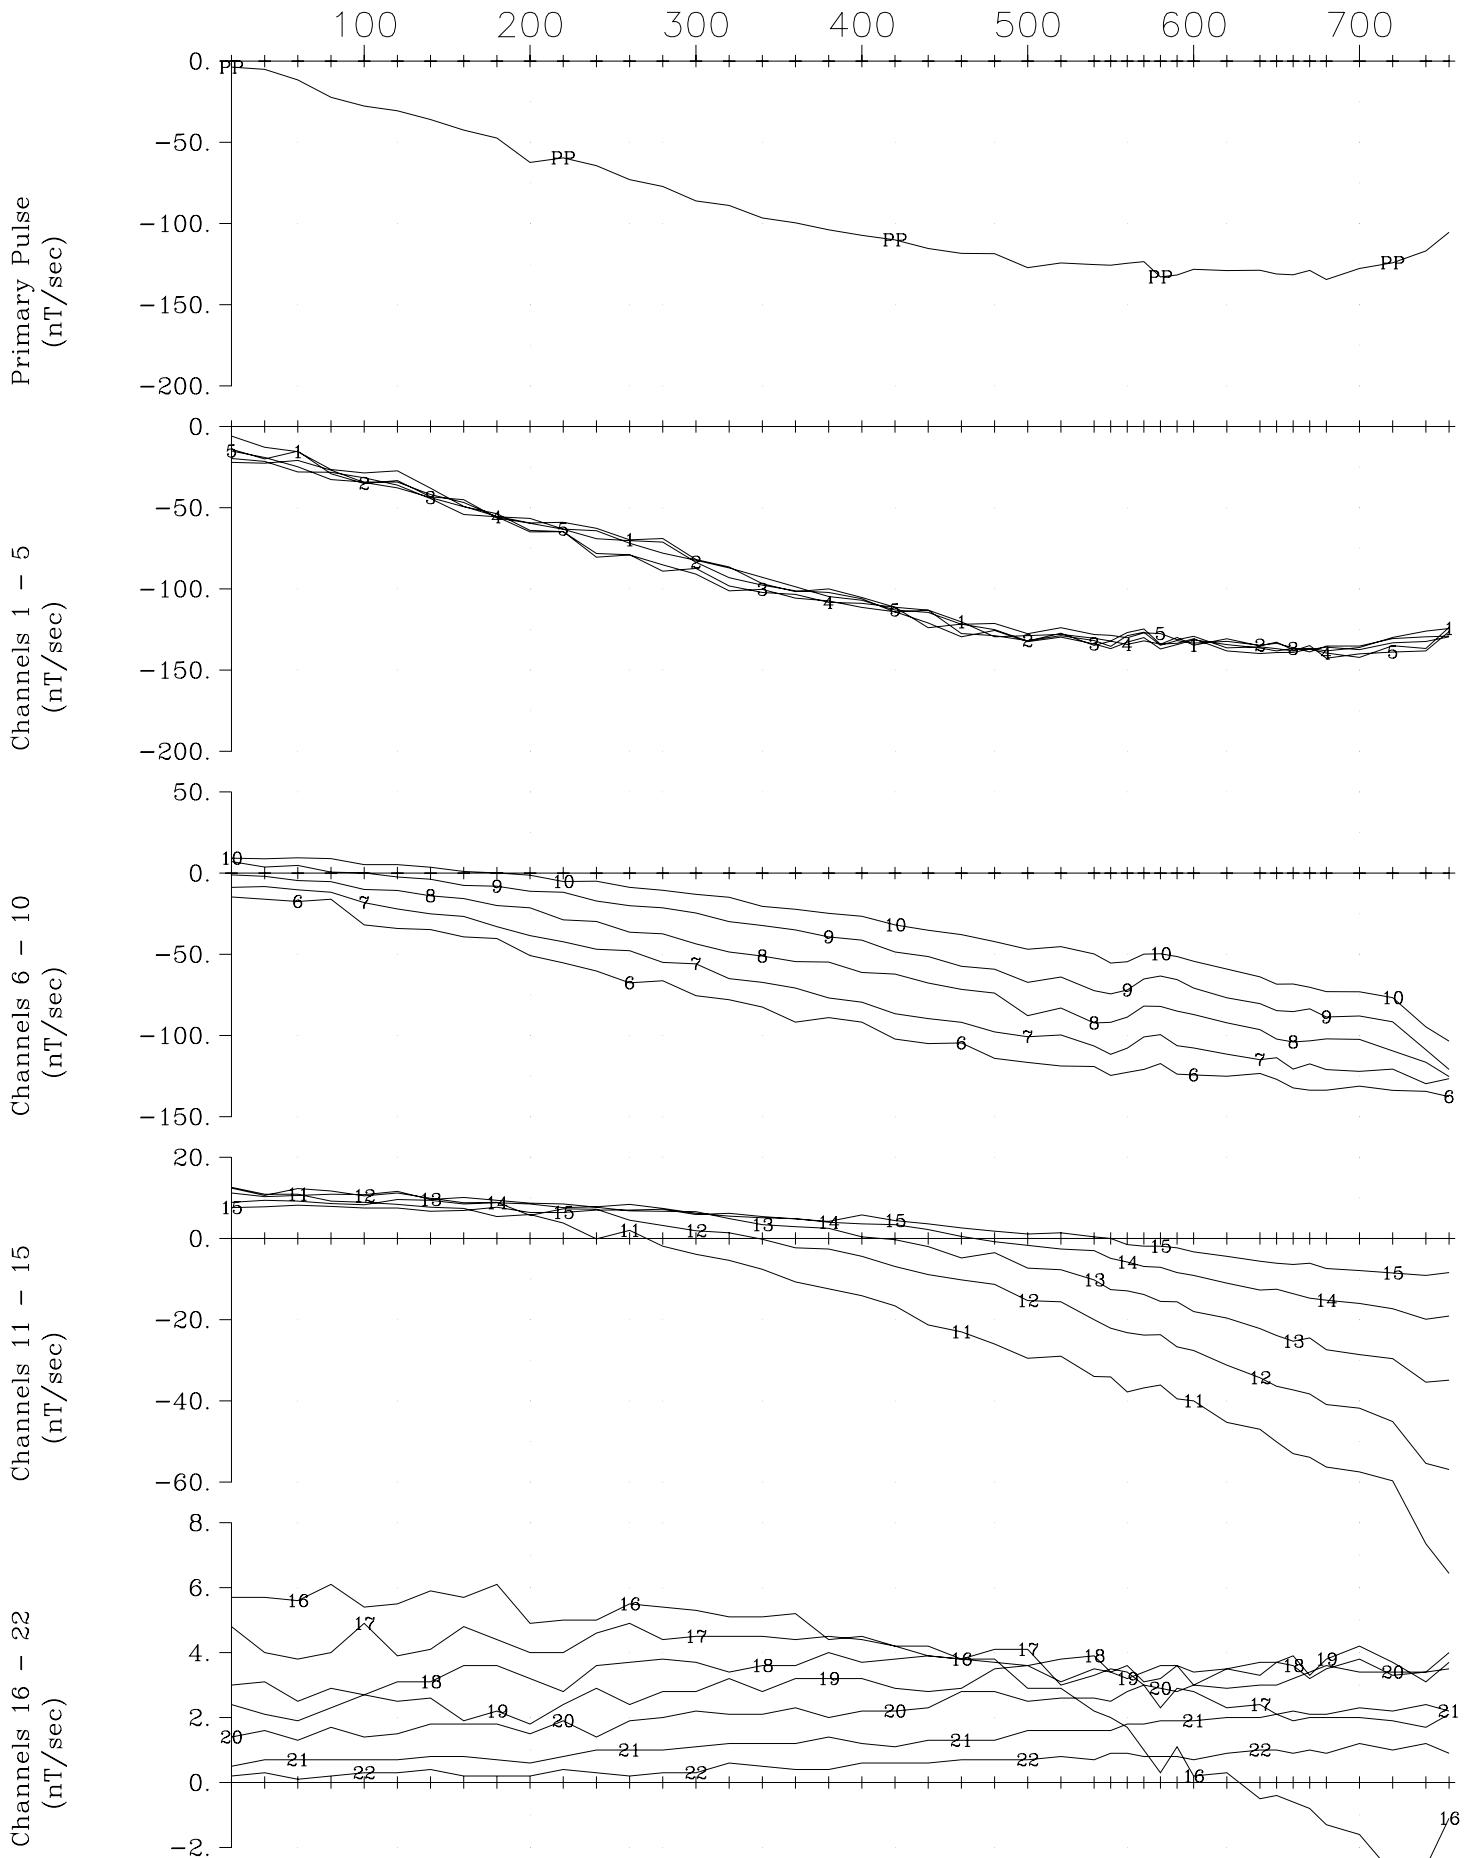 100 200 300 400 500 600 700
Primary Pulse
(nT/sec)
0.
-50.
-100.
-150.
-200.
PP PP PP PP PP
Channels 1 - 5
(nT/sec)
0.
-50.
-100.
-150.
-200.
5 1 2 3 4 5 1 2 3 4 5 1 2 3 4 5 1 2 3 4 5 1
Channels 6 - 10
(nT/sec)
50.
0.
-50.
-100.
-150.
10 6 7 8 9 10 6 7 8 9 10 6 7 8 9 10 6 7 8 9 10 6
Channels 11 - 15
(nT/sec)
20.
0.
-20.
-40.
-60.
15 11 12 13 14 15 11 12 13 14 15 11 12 13 14 15 11 12 13 14 15
Channels 16 - 22
(nT/sec)
8.
6.
4.
2.
0.
-2.
20 21 16 22 17 18 19 20 21 16 22 17 18 19 20 21 16 22 17 18 19 20 21 16 22 17 18 19 20 21 16